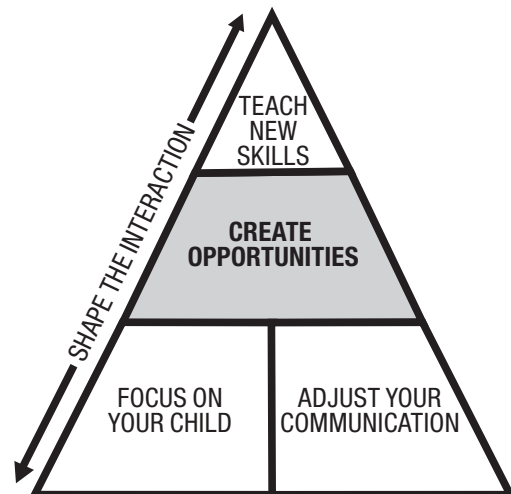 TEACH
NEW
SKILLS
SHAPE THE INTERACTION
CREATE
OPPORTUNITIES
FOCUS ON
YOUR CHILD
ADJUST YOUR
COMMUNICATION